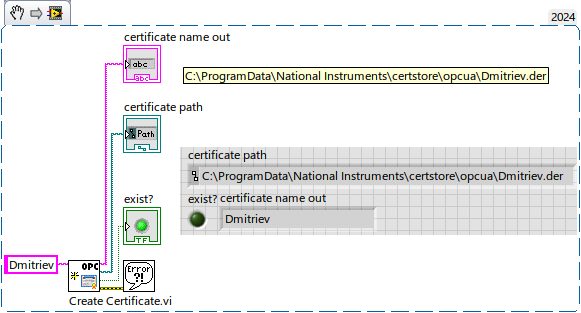 2024
certificate name out
abc
abc
C:\ProgramData\National Instruments\certstore\opcua\Dmitriev.der
certificate path
Path
certificate path
C:\ProgramData\National Instruments\certstore\opcua\Dmitriev.der
exist?
exist? certificate name out
Dmitriev
TF
Dmitriev
OPC
Error
?!
Create Certificate.vi